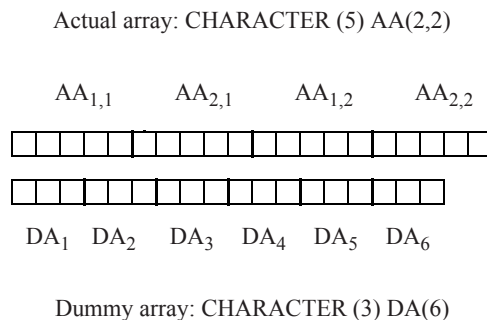 Actual array: CHARACTER (5) AA(2,2)
AA1,1 AA2,1 AA1,2 AA2,2
DA1 DA2 DA3 DA4 DA5 DA6
Dummy array: CHARACTER (3) DA(6)